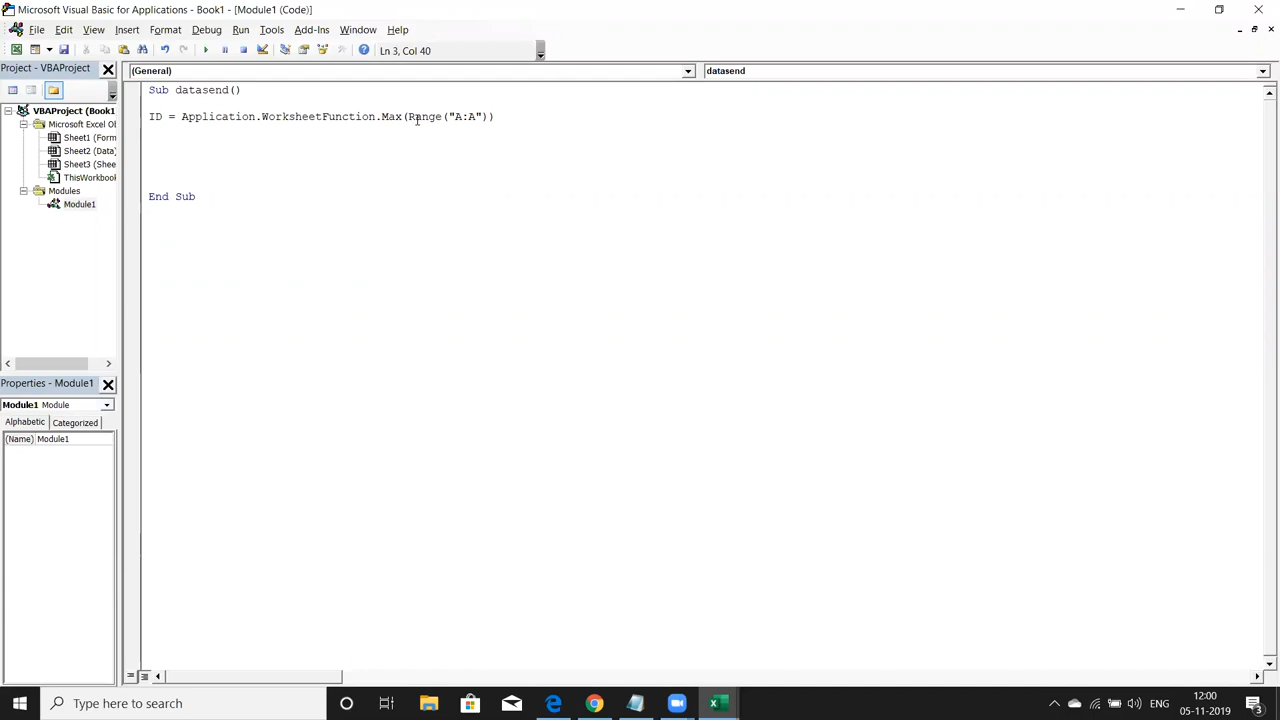 Microsoft Visual Basic for Applications - Book1 - [Module1 (Code)]
File Edit View Insert Format Debug Run Tools Add-Ins Window Help
Ln 3, Col 40
Project - VBAProject
(General)
datasend
VBAProject (Book1
Microsoft Excel Ob
Sheet1 (Form
Sheet2 (Data)
Sheet3 (Shee
ThisWorkbook
Modules
Module1
Sub datasend()
ID = Application.WorksheetFunction.Max(Range("A:A"))
End Sub
Properties - Module1
Module1 Module
Alphabetic Categorized
(Name) Module1
Type here to search
ENG
12:00
05-11-2019
3